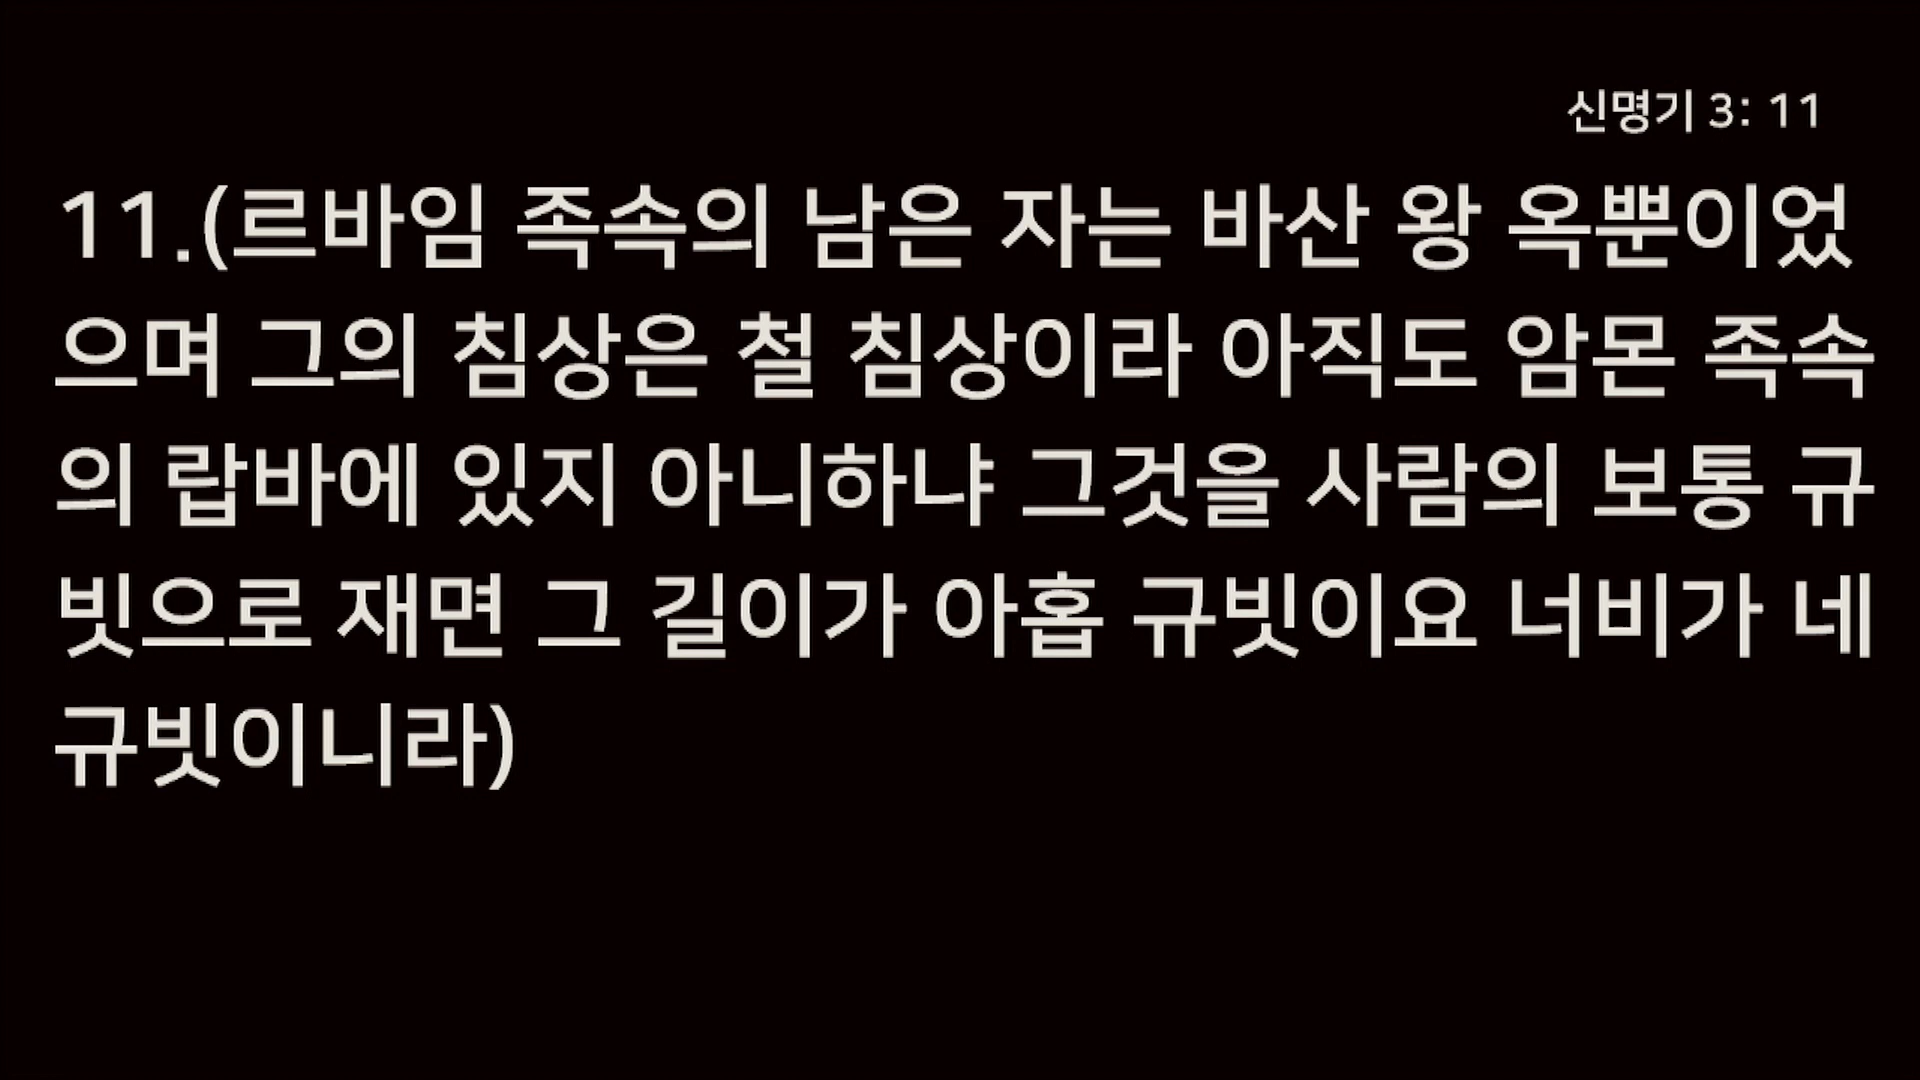 신명기 3: 11
11.(르바임 족속의 남은 자는 바산 왕 옥뿐이었
으며 그의 침상은 철 침상이라 아직도 암몬 족속
의 랍바에 있지 아니하냐 그것을 사람의 보통 규
빗으로 재면 그 길이가 아홉 규빗이요 너비가 네
규빗이니라)